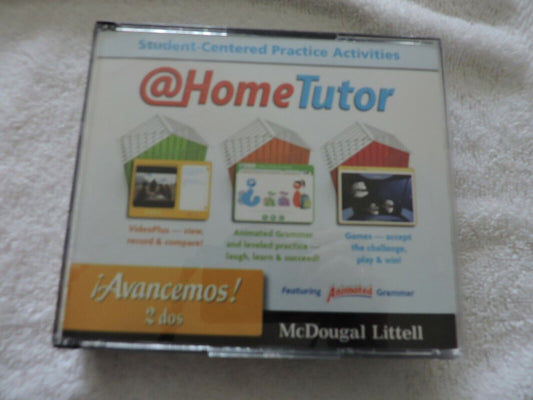 Student-Centered Practice Activities
@HomeTutor
VideoPlus — view,
record & compare!
Animated Grammar
and leveled practice —
laugh, learn & succeed!
Games — accept
the challenge,
play & win!
¡Avancemos!
2 dos
Featuring Animated Grammar
McDougal Littell